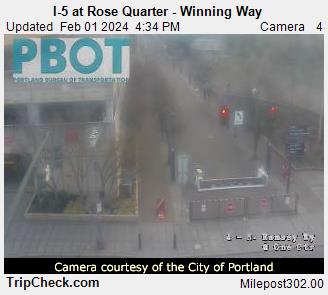 I-5 at Rose Quarter - Winning Way
Updated Feb 01 2024 4:34 PM Camera 4
PBOT
PORTLAND BUREAU OF TRANSPORTATION
Camera courtesy of the City of Portland
TripCheck.com Milepost302.00